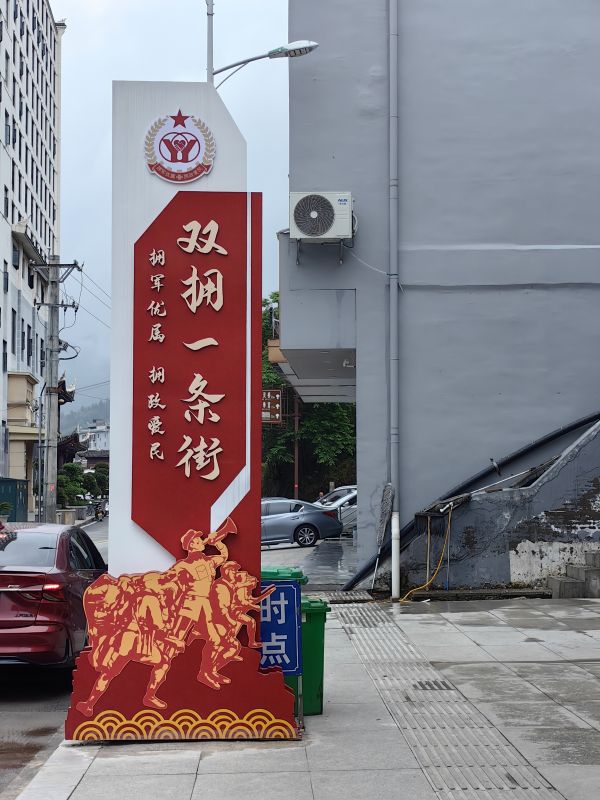 双拥一条街
拥军优属 拥政爱民
时
点